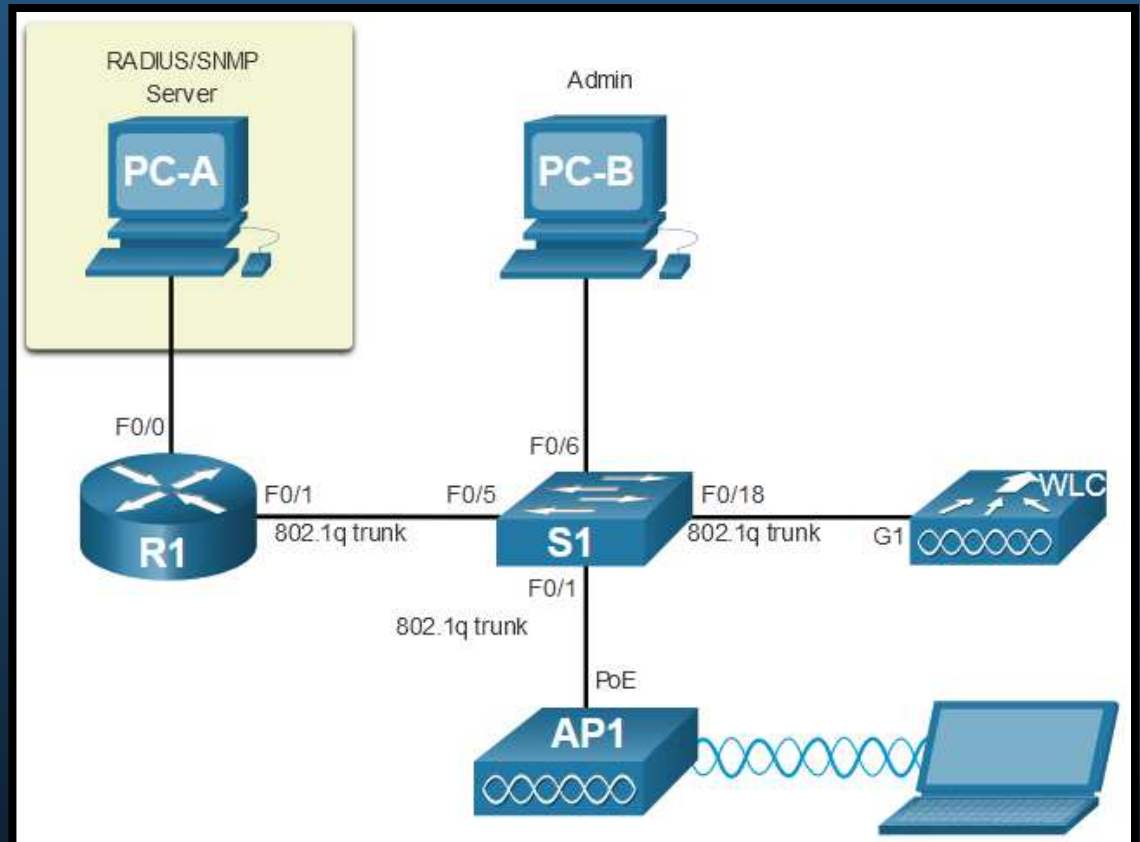 RADIUS/SNMP
Server
Admin
PC-A
PC-B
F0/0
F0/6
F0/1
F0/5
F0/18
WLC
802.1q trunk
802.1q trunk
G1
R1
S1
F0/1
802.1q trunk
PoE
AP1